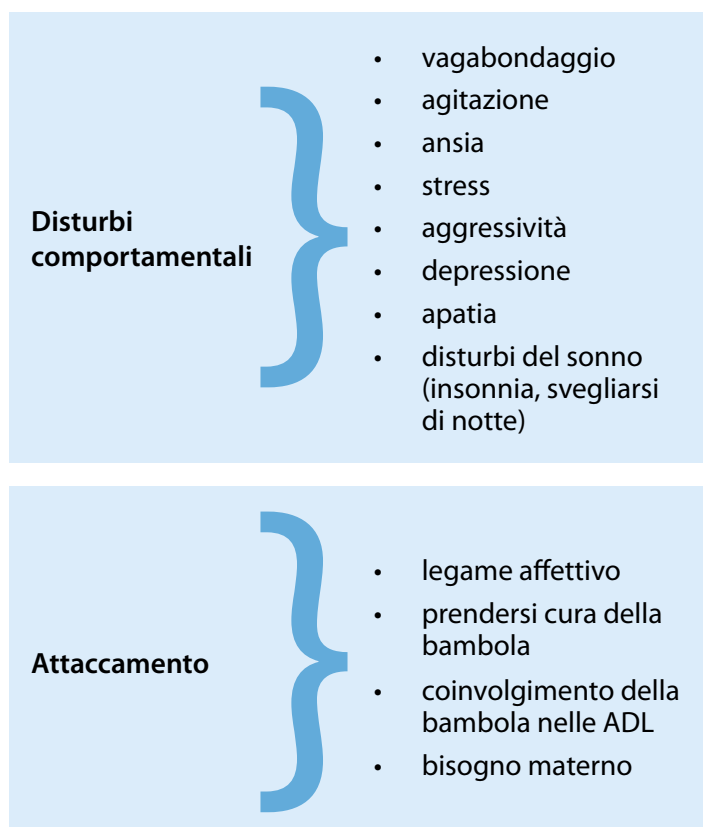 Disturbi
comportamentali
• vagabondaggio
• agitazione
• ansia
• stress
• aggressività
• depressione
• apatia
• disturbi del sonno
(insonnia, svegliarsi
di notte)
Attaccamento
• legame affettivo
• prendersi cura della
bambola
• coinvolgimento della
bambola nelle ADL
• bisogno materno